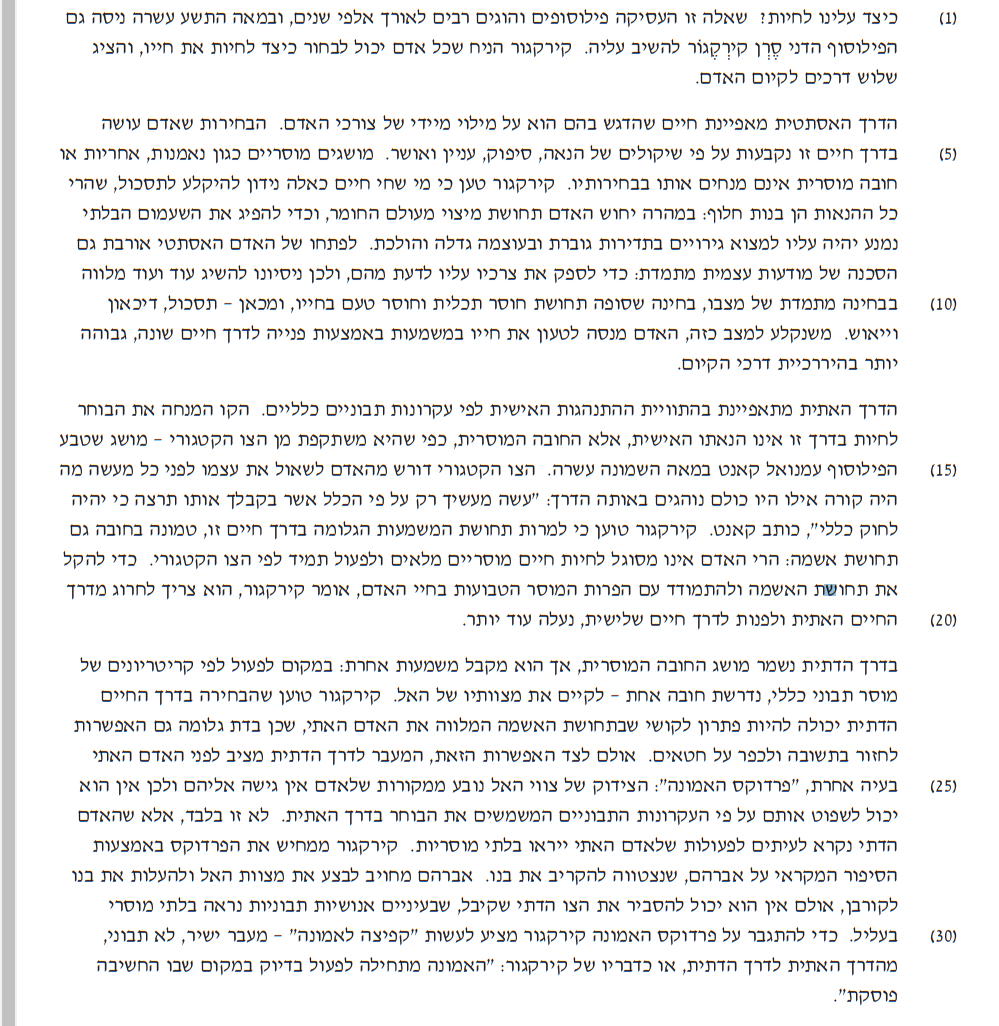 (1) כיצד עלינו לחיות? שאלה זו העסיקה פילוסופים והוגים רבים לאורך אלפי שנים, ובמאה התשע עשרה ניסה גם
הפילוסוף הדני סֶרֶן קירְקֶגוֹר להשיב עליה. קירקגור הניח שכל אדם יכול לבחור כיצד לחיות את חייו, והציג
שלוש דרכים לקיום האדם.
הדרך האסתטית מאפיינת חיים שהדגש בהם הוא על מילוי מיידי של צורכי האדם. הבחירות שאדם עושה
(5) בדרך חיים זו נקבעות על פי שיקולים של הנאה, סיפוק, עניין ואושר. מושגים מוסריים כגון נאמנות, אחריות או
חובה מוסרית אינם מנחים אותו בבחירותיו. קירקגור טען כי מי שחי חיים כאלה נידון להיקלע לתסכול, שהרי
כל ההנאות הן בנות חלוף: במהרה יחוש האדם תחושת מיצוי מעולם החומר, וכדי להפיג את השעמום הבלתי
נמנע יהיה עליו למצוא גירויים בתדירות גוברת ובעוצמה גדלה והולכת. לפתחו של האדם האסתטי אורבת גם
הסכנה של מודעות עצמית מתמדת: כדי לספק את צרכיו עליו לדעת מהם, ולכן ניסיונו להשיג עוד ועוד מלווה
(10) בבחינה מתמדת של מצבו, בחינה שסופה תחושת חוסר תכלית וחוסר טעם בחייו, ומכאן – תסכול, דיכאון
וייאוש. משנקלע למצב כזה, האדם מנסה לטעון את חייו במשמעות באמצעות פנייה לדרך חיים שונה, גבוהה
יותר בהיררכיית דרכי הקיום.
הדרך האתית מתאפיינת בהתוויית ההתנהגות האישית לפי עקרונות תבוניים כלליים. הקו המנחה את הבוחר
לחיות בדרך זו אינו הנאתו האישית, אלא החובה המוסרית, כפי שהיא משתקפת מן הצו הקטגורי – מושג שטבע
(15) הפילוסוף עמנואל קאנט במאה השמונה עשרה. הצו הקטגורי דורש מהאדם לשאול את עצמו לפני כל מעשה מה
היה קורה אילו היו כולם נוהגים באותה הדרך: "עשה מעשיך רק על פי הכלל אשר בקבלך אותו תרצה כי יהיה
לחוק כללי", כותב קאנט. קירקגור טוען כי למרות תחושת המשמעות הגלומה בדרך חיים זו, טמונה בחובה גם
תחושת אשמה: הרי האדם אינו מסוגל לחיות חיים מוסריים מלאים ולפעול תמיד לפי הצו הקטגורי. כדי להקל
את תחושת האשמה ולהתמודד עם הפרות המוסר הטבועות בחיי האדם, אומר קירקגור, הוא צריך לחרוג מדרך
(20) החיים האתית ולפנות לדרך חיים שלישית, נעלה עוד יותר.
בדרך הדתית נשמר מושג החובה המוסרית, אך הוא מקבל משמעות אחרת: במקום לפעול לפי קריטריונים של
מוסר תבוני כללי, נדרשת חובה אחת – לקיים את מצוותיו של האל. קירקגור טוען שהבחירה בדרך החיים
הדתית יכולה להיות פתרון לקושי שבתחושת האשמה המלווה את האדם האתי, שכן בדת גלומה גם האפשרות
לחזור בתשובה ולכפר על חטאים. אולם לצד האפשרות הזאת, המעבר לדרך הדתית מציב לפני האדם האתי
(25) בעיה אחרת, "פרדוקס האמונה": הצידוק של צווי האל נובע ממקורות שלאדם אין גישה אליהם ולכן אין הוא
יכול לשפוט אותם על פי העקרונות התבוניים המשמשים את הבוחר בדרך האתית. לא זו בלבד, אלא שהאדם
הדתי נקרא לעיתים לפעולות שלאדם האתי ייראו בלתי מוסריות. קירקגור ממחיש את הפרדוקס באמצעות
הסיפור המקראי על אברהם, שנצטווה להקריב את בנו. אברהם מחויב לבצע את מצוות האל ולהעלות את בנו
לקורבן, אולם אין הוא יכול להסביר את הצו הדתי שקיבל, שבעיניים אנושיות תבוניות נראה בלתי מוסרי
(30) בעליל. כדי להתגבר על פרדוקס האמונה קירקגור מציע לעשות "קפיצה לאמונה" – מעבר ישיר, לא תבוני,
מהדרך האתית לדרך הדתית, או כדבריו של קירקגור: "האמונה מתחילה לפעול בדיוק במקום שבו החשיבה
פוסקת".